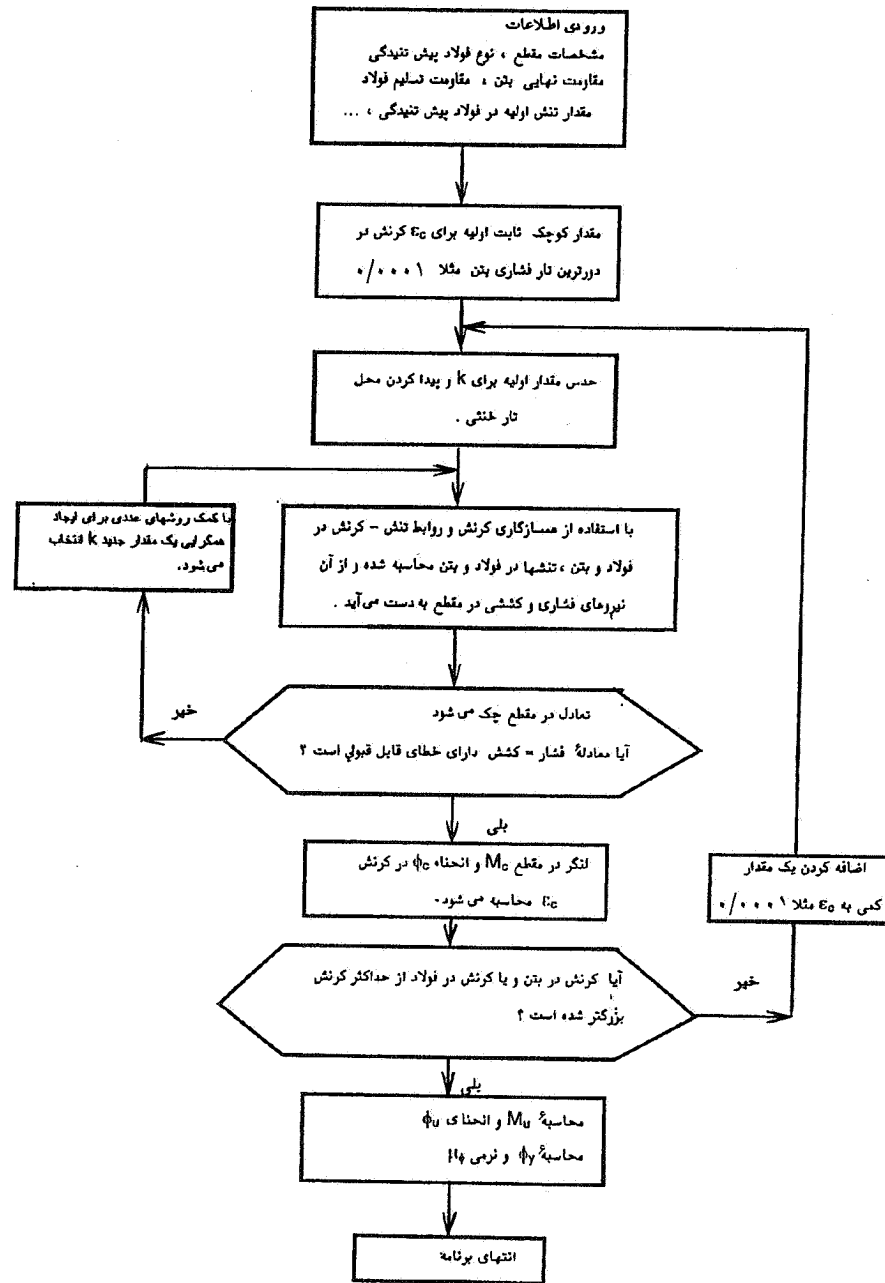 ورودی اطلاعات
مشخصات مقطع ، نوع فولاد پیش تنیدگی
مقاومت نهایی بتن ، مقاومت تسلیم فولاد
مقدار تنش اولیه در فولاد پیش تنیدگی ، ...
مقدار کوچک ثابت اولیه برای εc کرنش در
دورترین تار فشاری بتن مثلا ۰/۰۰۰۱
حدس مقدار اولیه برای k و پیدا کردن محل
تار خنثی .
با استفاده از همسازگاری کرنش و روابط تنش – کرنش در
فولاد و بتن ، تنشها در فولاد و بتن محاسبه شده و از آن
نیروهای فشاری و کششی در مقطع به دست می‌آید .
با کمک روشهای عددی برای ایجاد
همگرایی یک مقدار جدید k انتخاب
می‌شود.
تعادل در مقطع چک می شود
آیا معادلهٔ فشار = کشش دارای خطای قابل قبولی است ؟
خیر
بلی
لنگر در مقطع Mc و انحناء ϕc در کرنش
εc محاسبه می شود.
آیا کرنش در بتن و یا کرنش در فولاد از حداکثر کرنش
بزرگتر شده است ؟
خیر
اضافه کردن یک مقدار
کمی به εc مثلا ۰/۰۰۰۱
بلی
محاسبهٔ Mu و انحنای ϕu
محاسبهٔ ϕy و نرمی μϕ
انتهای برنامه